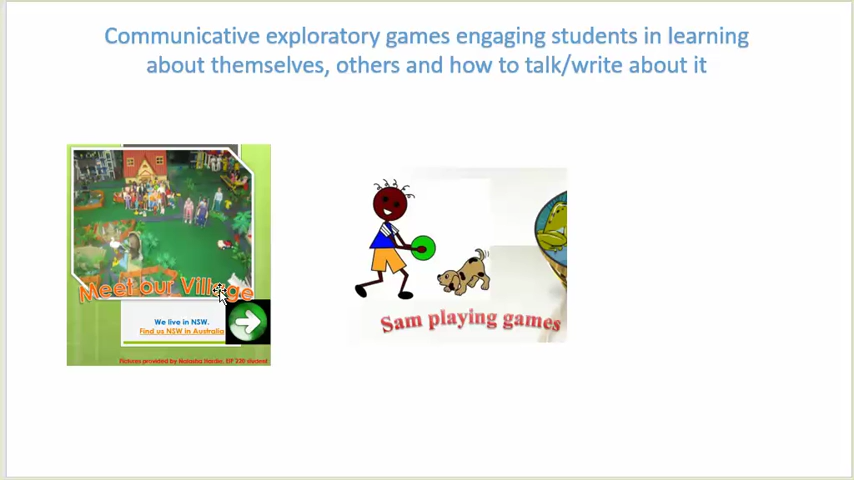 Communicative exploratory games engaging students in learning
about themselves, others and how to talk/write about it
Meet our Village
We live in NSW.
Find us NSW in Australia
Pictures provided by Natasha
EIP 230 student
Sam playing games